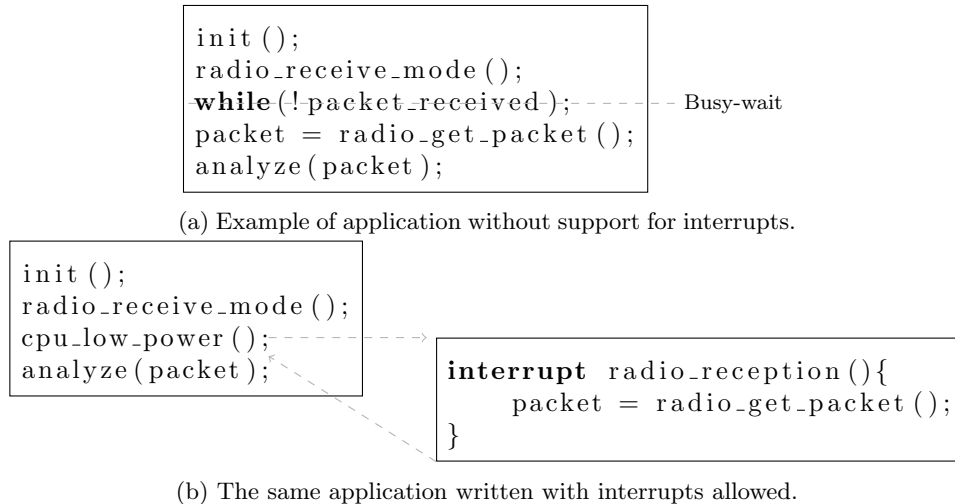 init();
radio_receive_mode();
while(!packet_received);
Busy-wait
packet = radio_get_packet();
analyze(packet);
(a) Example of application without support for interrupts.
init();
radio_receive_mode();
cpu_low_power();
analyze(packet);
interrupt radio_reception(){
packet = radio_get_packet();
}
(b) The same application written with interrupts allowed.